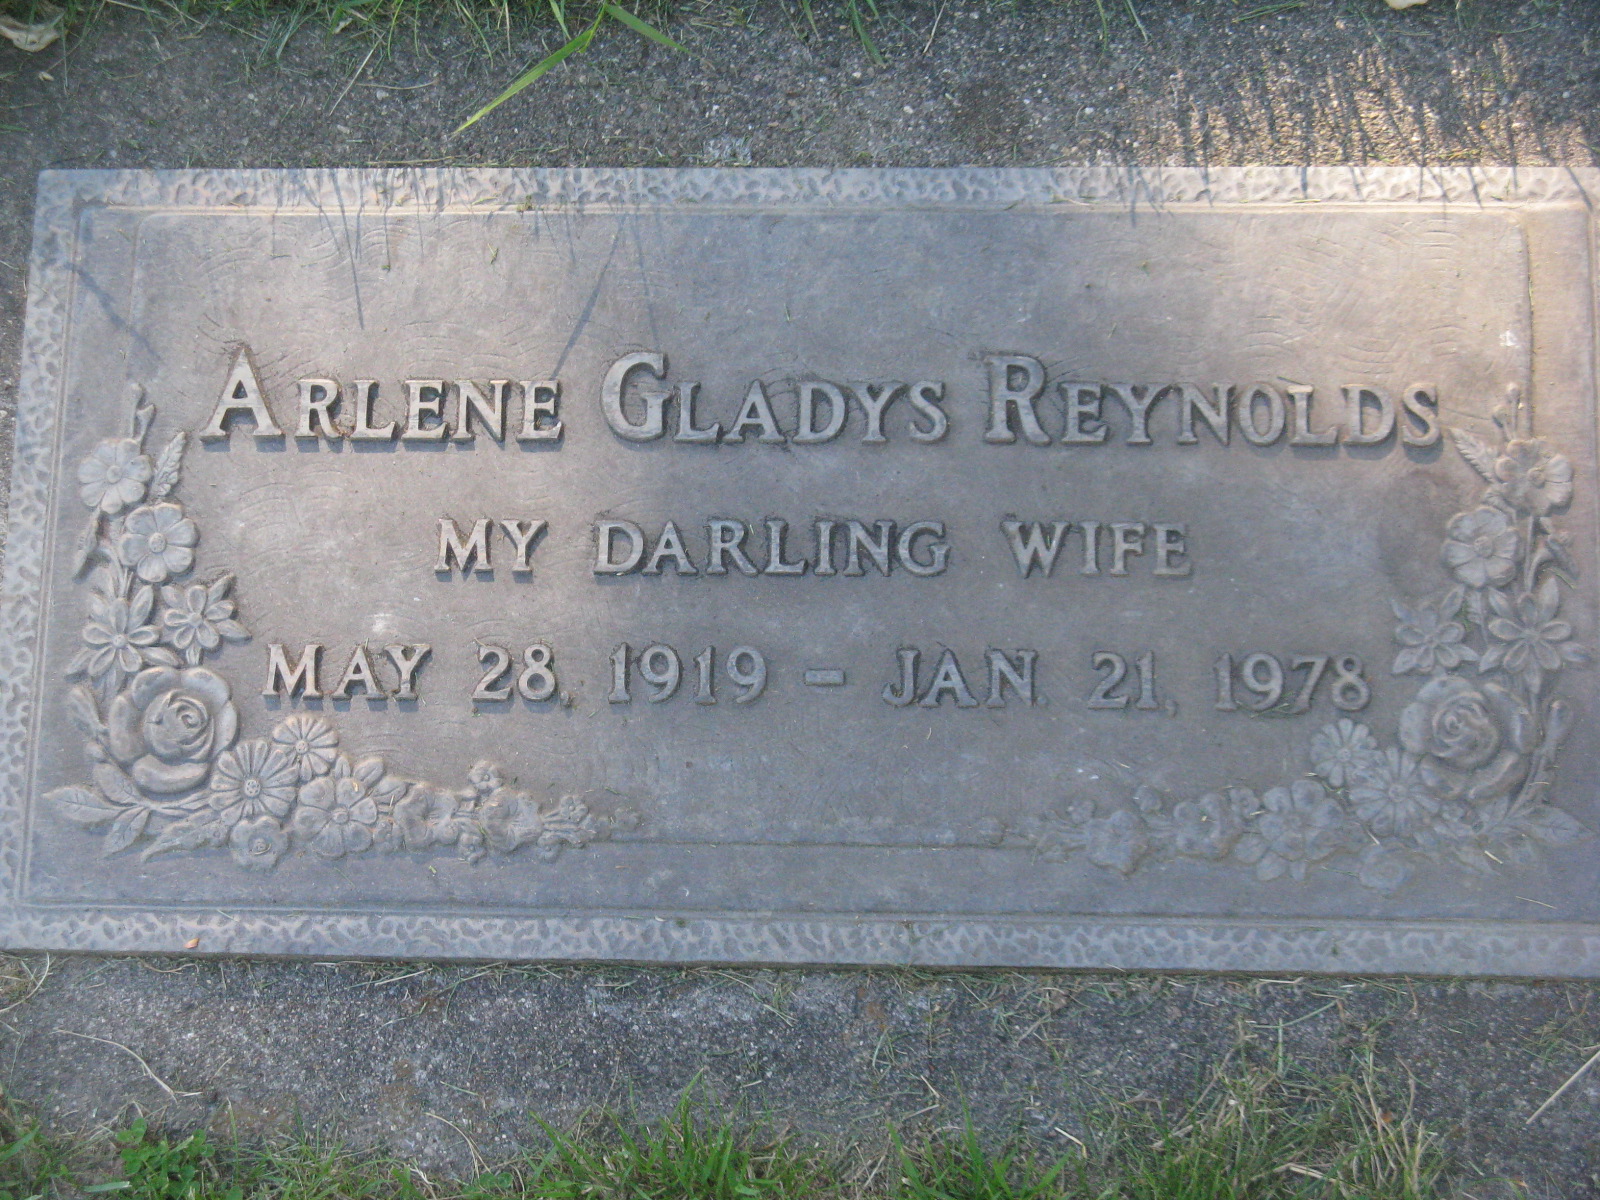 ARLENE GLADYS REYNOLDS
MY DARLING WIFE
MAY 28, 1919 – JAN. 21, 1978